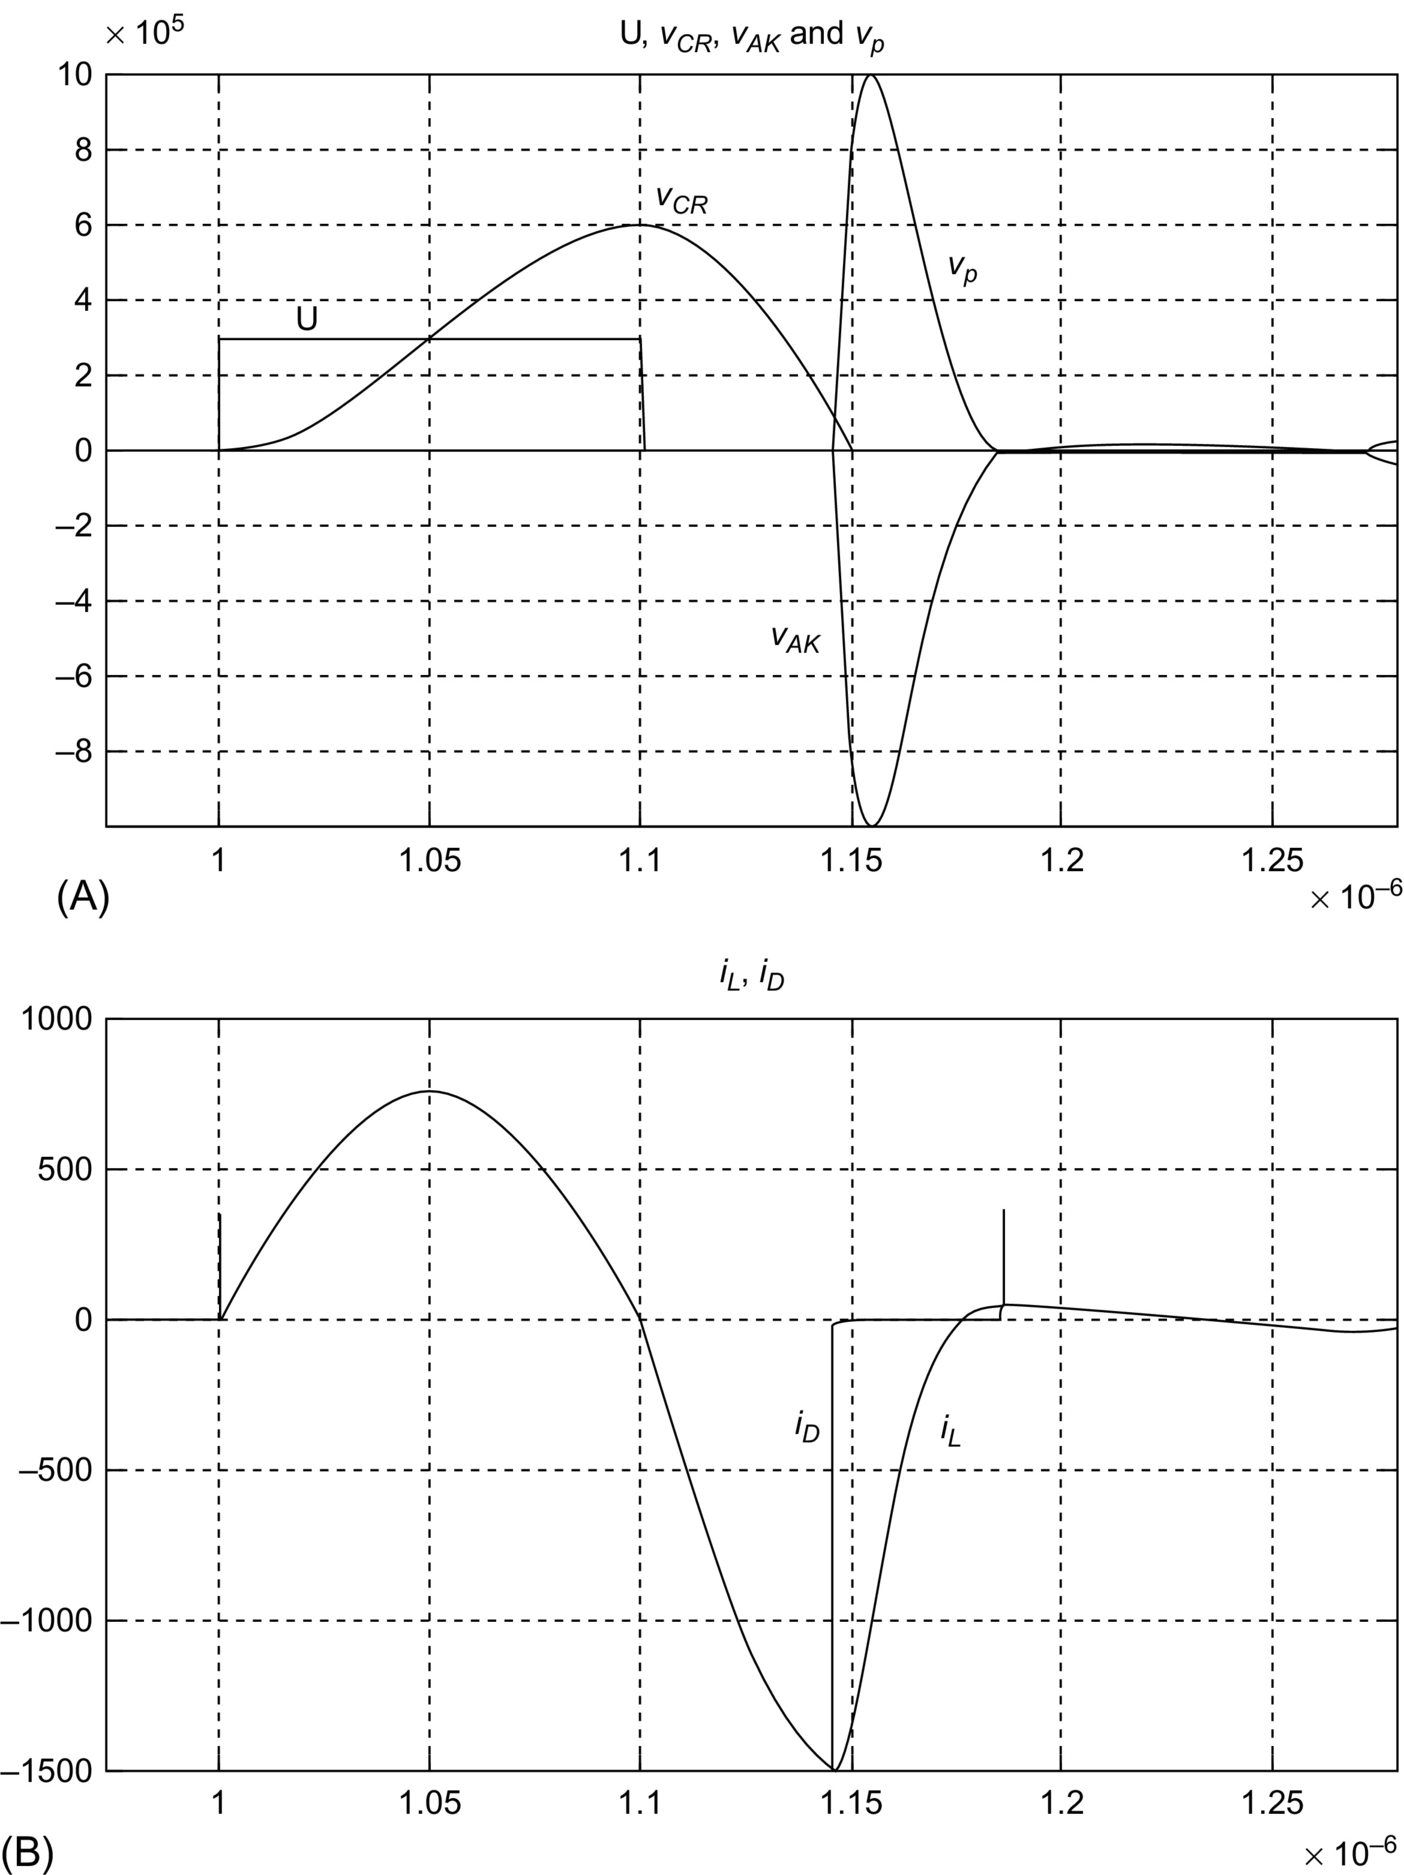 × 10⁵ U, v_CR, v_AK and v_p
10
8
v_CR
6
v_p
4
U
2
0
–2
–4
v_AK
–6
–8
1 1.05 1.1 1.15 1.2 1.25
(A) × 10⁻⁶
i_L, i_D
1000
500
0
i_D i_L
–500
–1000
–1500
1 1.05 1.1 1.15 1.2 1.25
(B) × 10⁻⁶